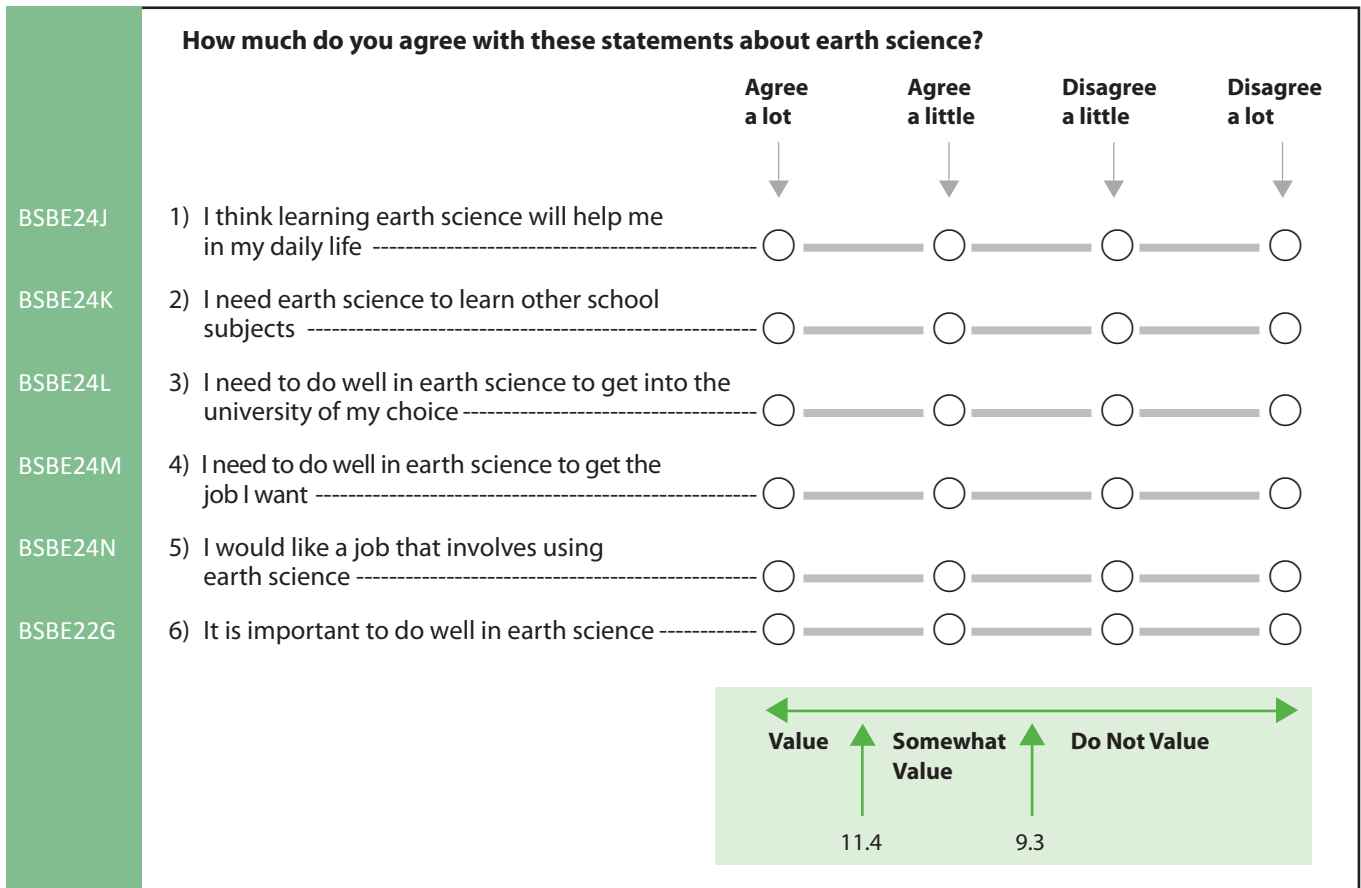 How much do you agree with these statements about earth science?
Agree Agree Disagree Disagree
a lot a little a little a lot
BSBE24J 1) I think learning earth science will help me
in my daily life -----------------------------------------------
BSBE24K 2) I need earth science to learn other school
subjects -------------------------------------------------------
BSBE24L 3) I need to do well in earth science to get into the
university of my choice ------------------------------------
BSBE24M 4) I need to do well in earth science to get the
job I want ------------------------------------------------------
BSBE24N 5) I would like a job that involves using
earth science -------------------------------------------------
BSBE22G 6) It is important to do well in earth science ------------
Value Somewhat Do Not Value
Value
11.4 9.3